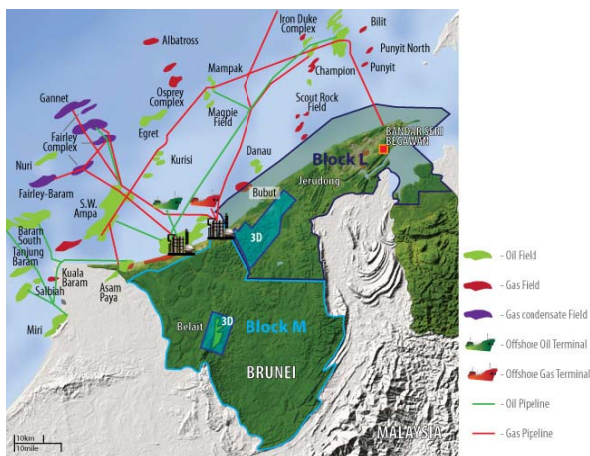 Iron Duke
Complex
Bilit
Albatross
Mampak
Punyit North
Punyit
Champion
Osprey
Complex
Gannet
Magpie
Field
Scout Rock
Field
Fairley
Complex
Egret
BANDAR SERI
BEGAWAN
Kurisi
Danau
Block L
Nuri
Jerudong
Fairley-Baram
S.W.
Ampa
Bubut
Baram
South
3D
Tanjung
Baram
Kuala
Baram
Salbiah
Asam
Paya
Miri
Belait
3D
Block M
BRUNEI
MALAYSIA
10km
10mile
- Oil Field
- Gas Field
- Gas condensate Field
- Offshore Oil Terminal
- Offshore Gas Terminal
- Oil Pipeline
- Gas Pipeline